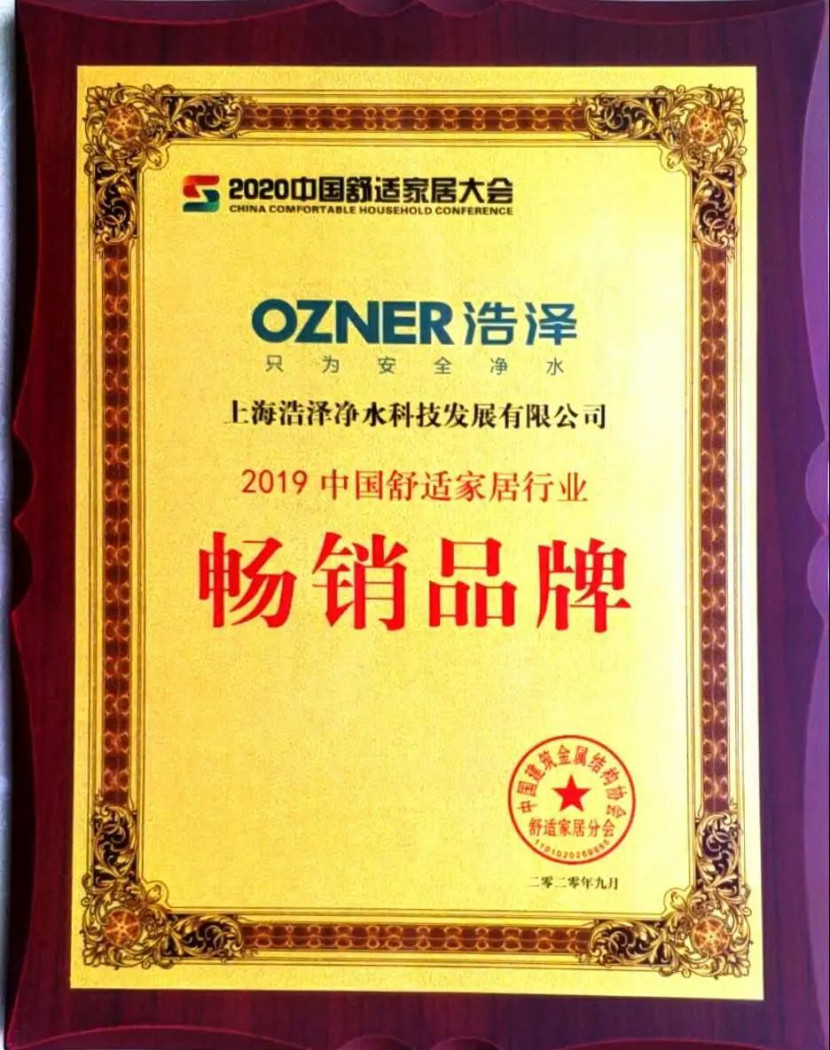 2020中国舒适家居大会
CHINA COMFORTABLE HOUSEHOLD CONFERENCE
OZNER浩泽
只为安全净水
上海浩泽净水科技发展有限公司
2019 中国舒适家居行业
畅销品牌
中国建筑金属结构协会
舒适家居分会
二零二零年九月